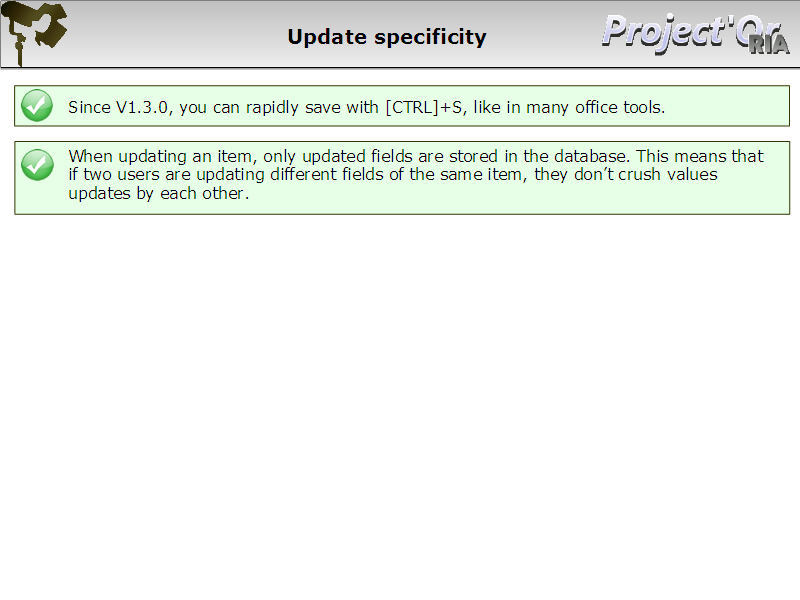 Update specificity
Project'Or
RIA
Since V1.3.0, you can rapidly save with [CTRL]+S, like in many office tools.
When updating an item, only updated fields are stored in the database. This means that
if two users are updating different fields of the same item, they don’t crush values
updates by each other.